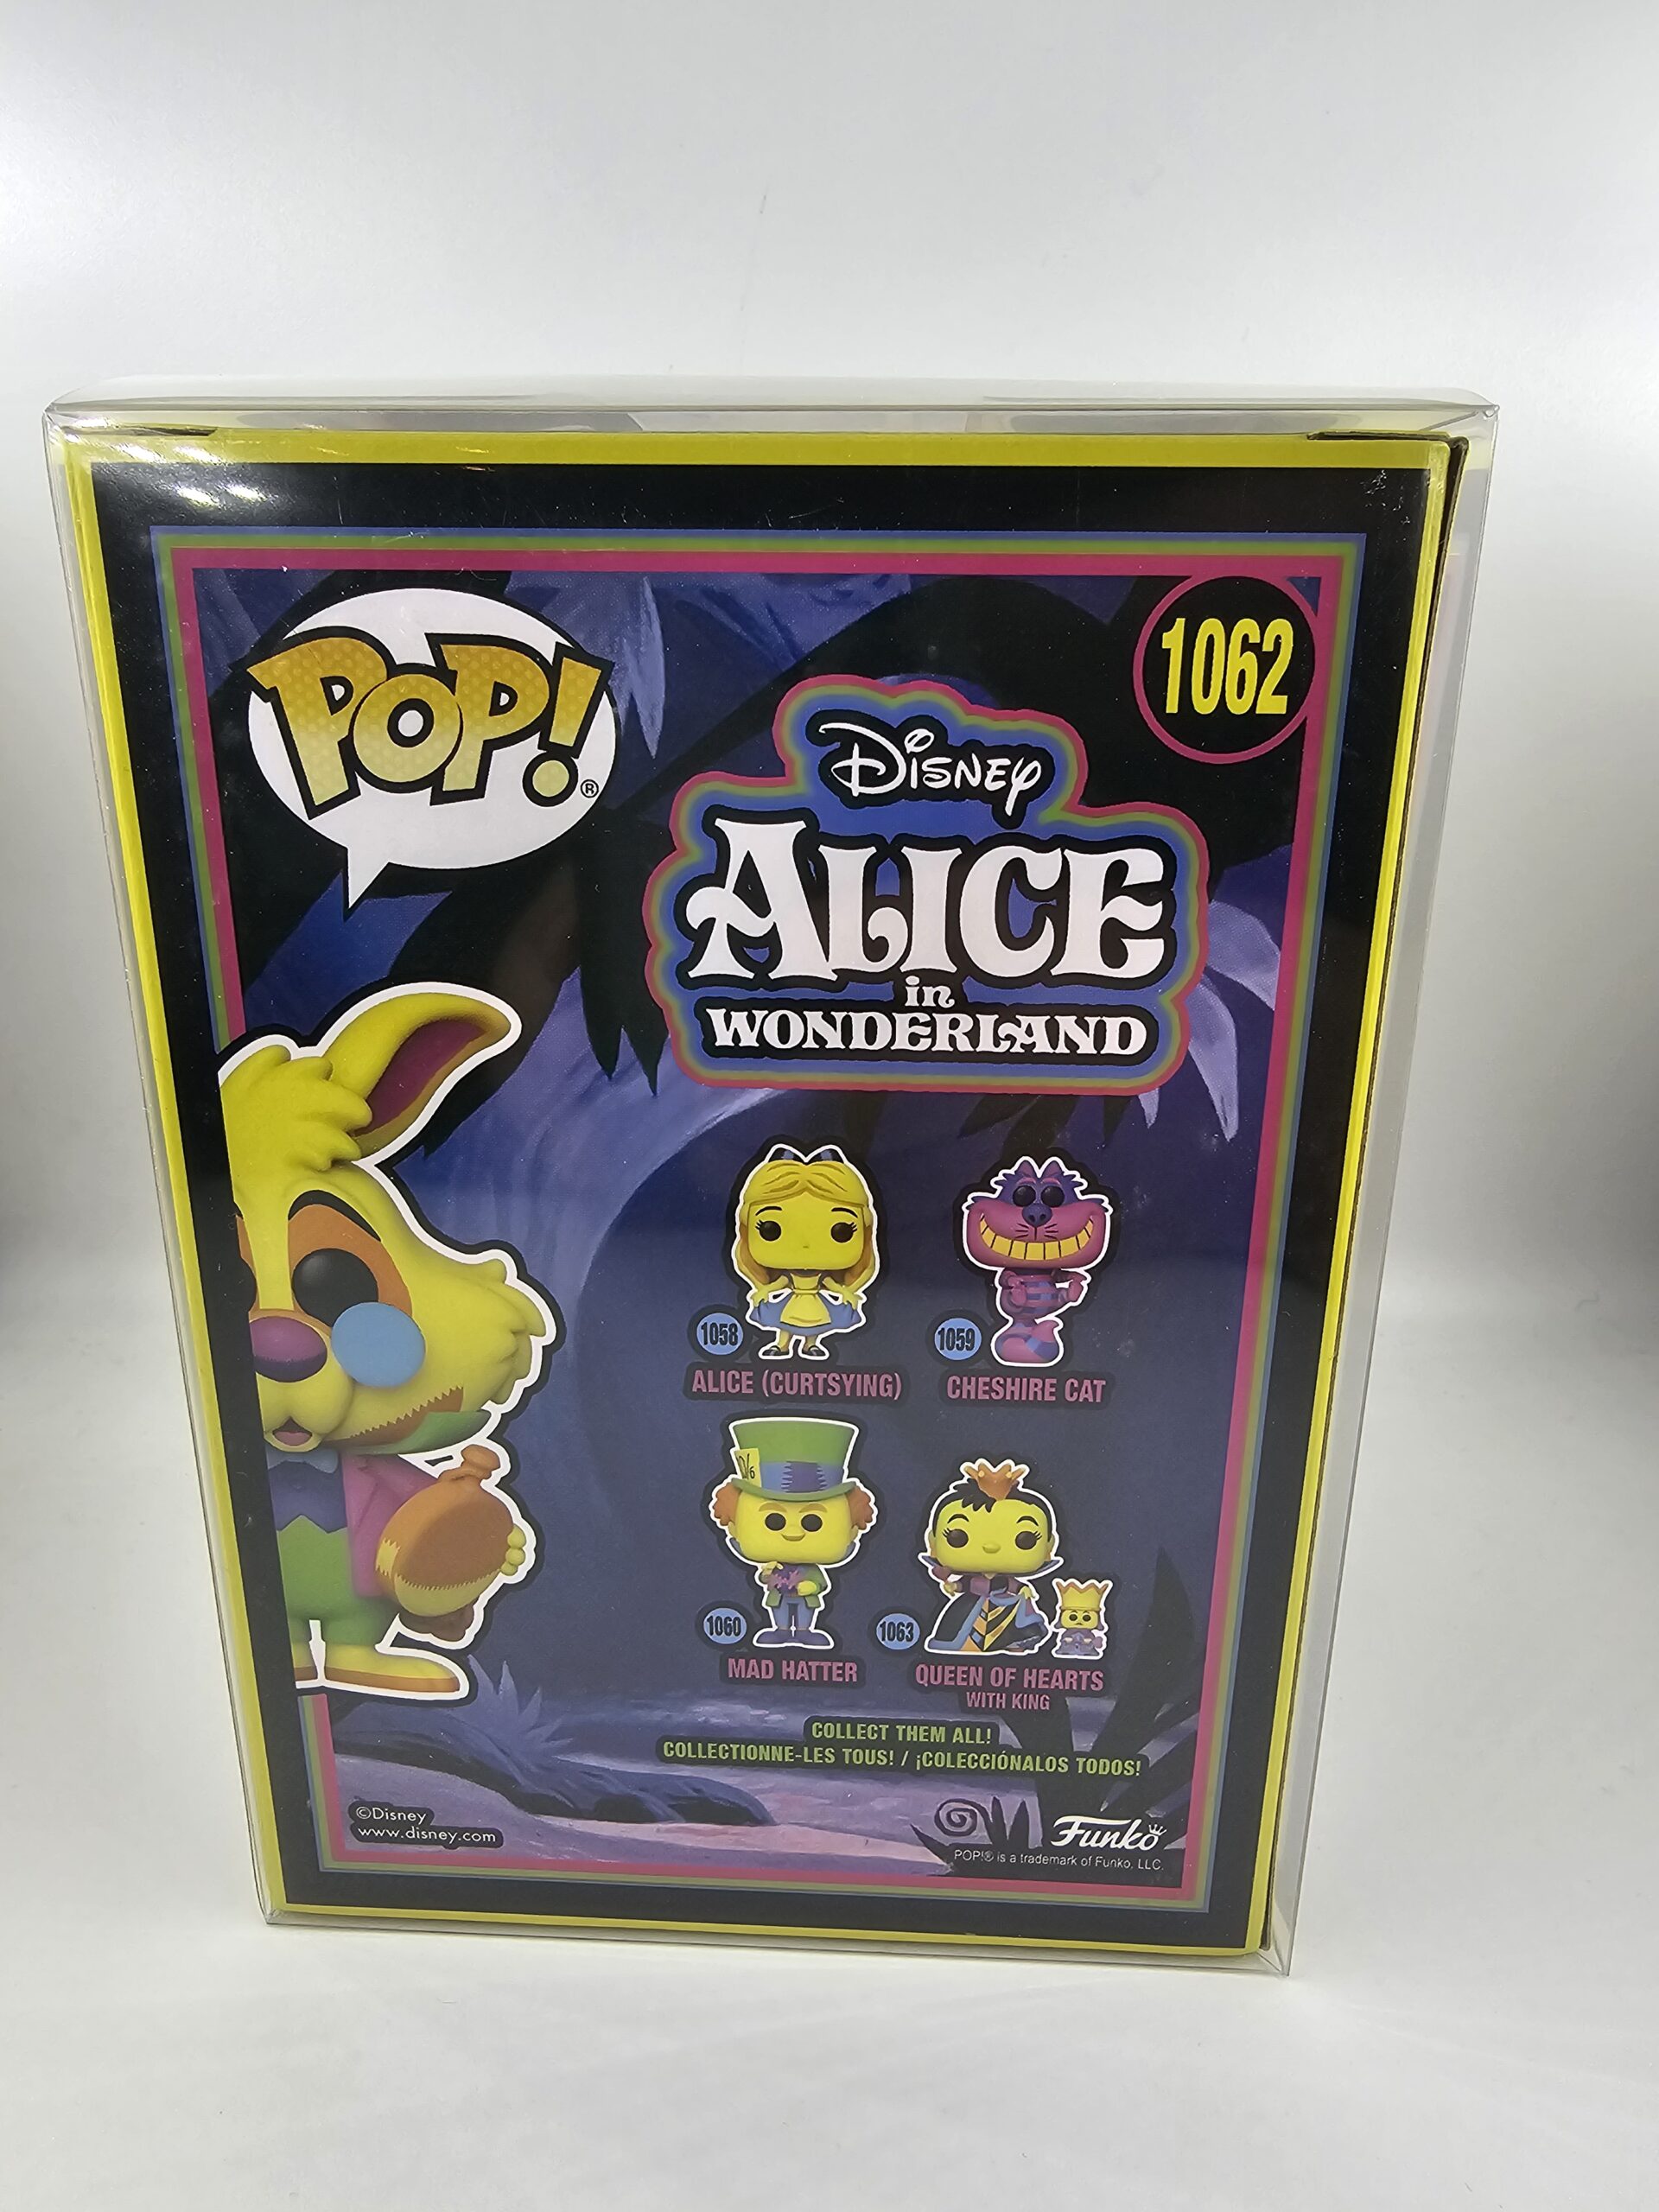 POP!®
1062
Disney
ALICE
in
WONDERLAND
1058
ALICE (CURTSYING)
1059
CHESHIRE CAT
1060
MAD HATTER
1063
QUEEN OF HEARTS
WITH KING
COLLECT THEM ALL!
COLLECTIONNE-LES TOUS! / ¡COLECCIÓNALOS TODOS!
©Disney
www.disney.com
Funko
POP!® is a trademark of Funko, LLC.